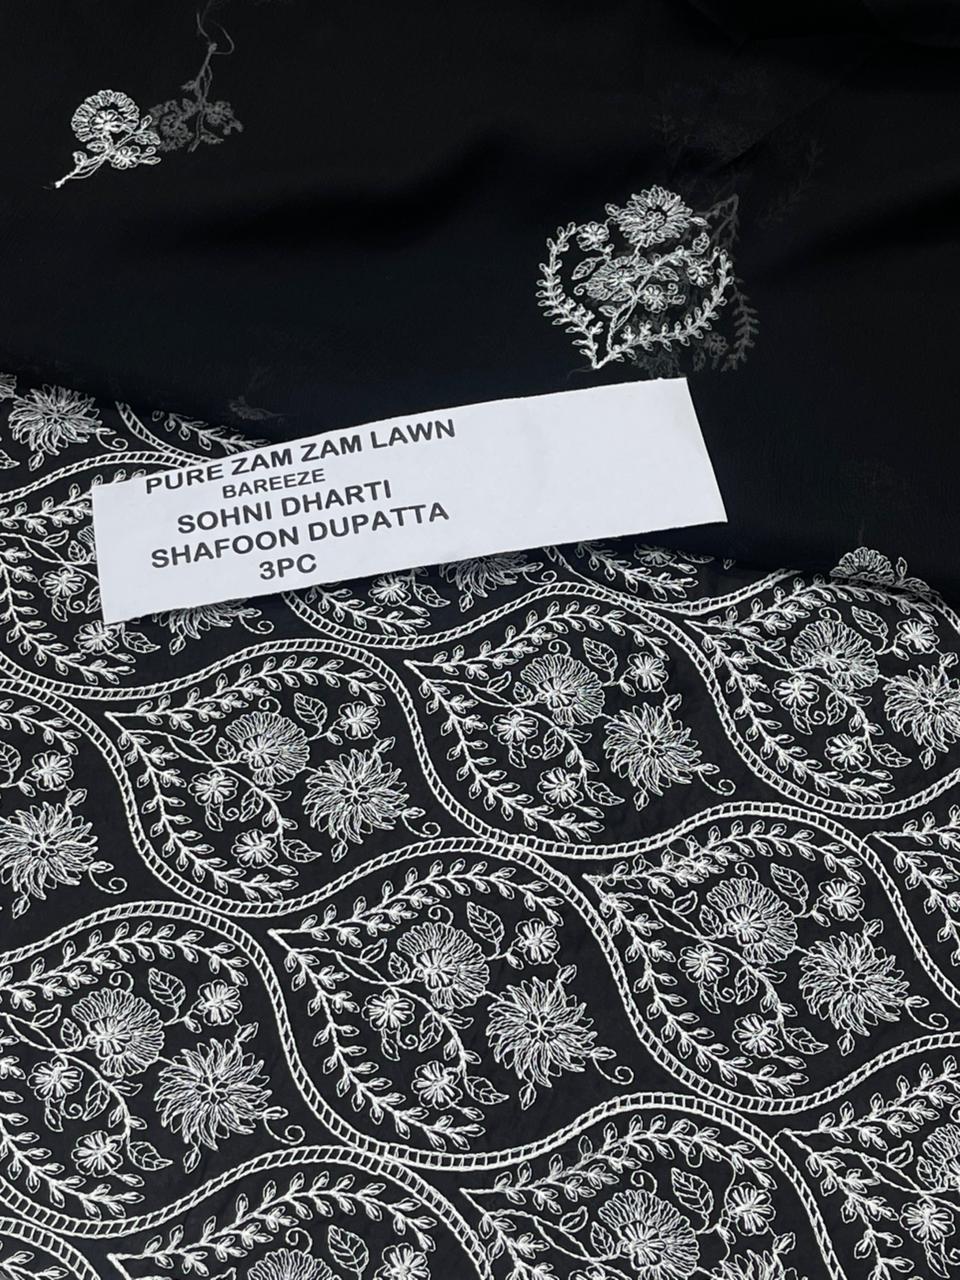 PURE ZAM ZAM LAWN
BAREEZE
SOHNI DHARTI
SHAFOON DUPATTA
3PC